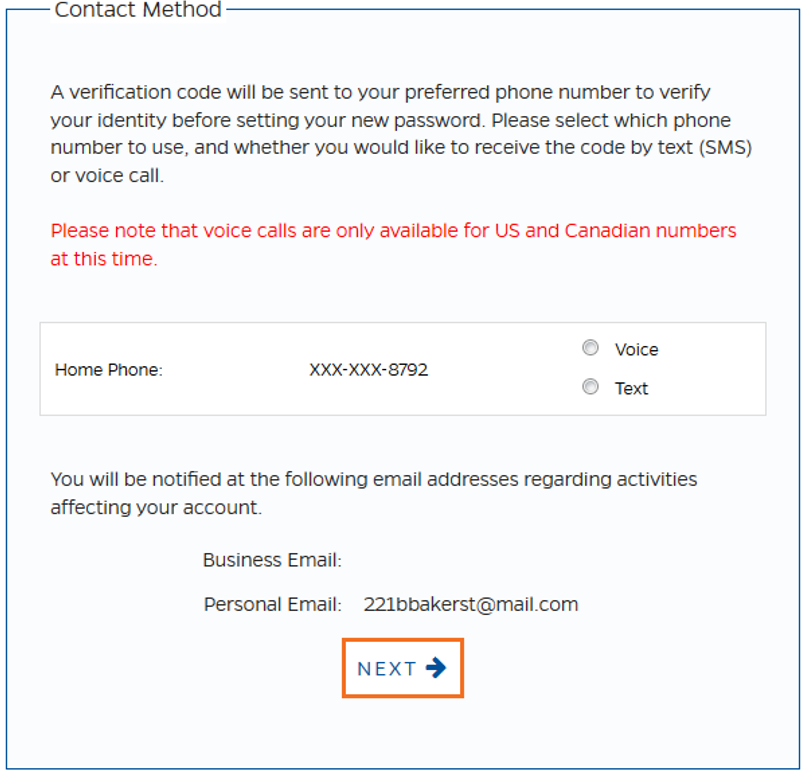 Contact Method
A verification code will be sent to your preferred phone number to verify
your identity before setting your new password. Please select which phone
number to use, and whether you would like to receive the code by text (SMS)
or voice call.
Please note that voice calls are only available for US and Canadian numbers
at this time.
Home Phone: XXX-XXX-8792
Voice
Text
You will be notified at the following email addresses regarding activities
affecting your account.
Business Email:
Personal Email: 221bbakerst@mail.com
NEXT